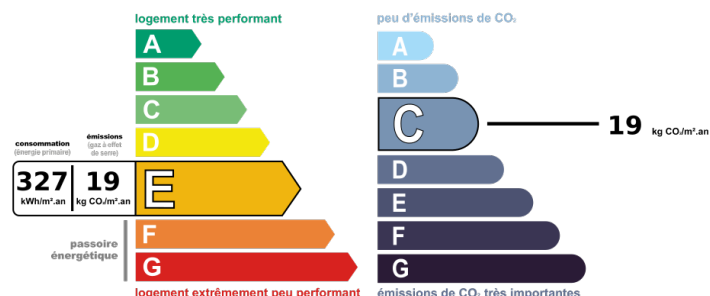 logement très performant
A
B
C
D
consommation
(énergie primaire)
émissions
(gaz à effet
de serre)
327
kWh/m².an
19
kg CO₂/m².an
E
F
G
passoire
énergétique
logement extrêmement peu performant
peu d'émissions de CO₂
A
B
C
19 kg CO₂/m².an
D
E
F
G
émissions de CO₂ très importantes